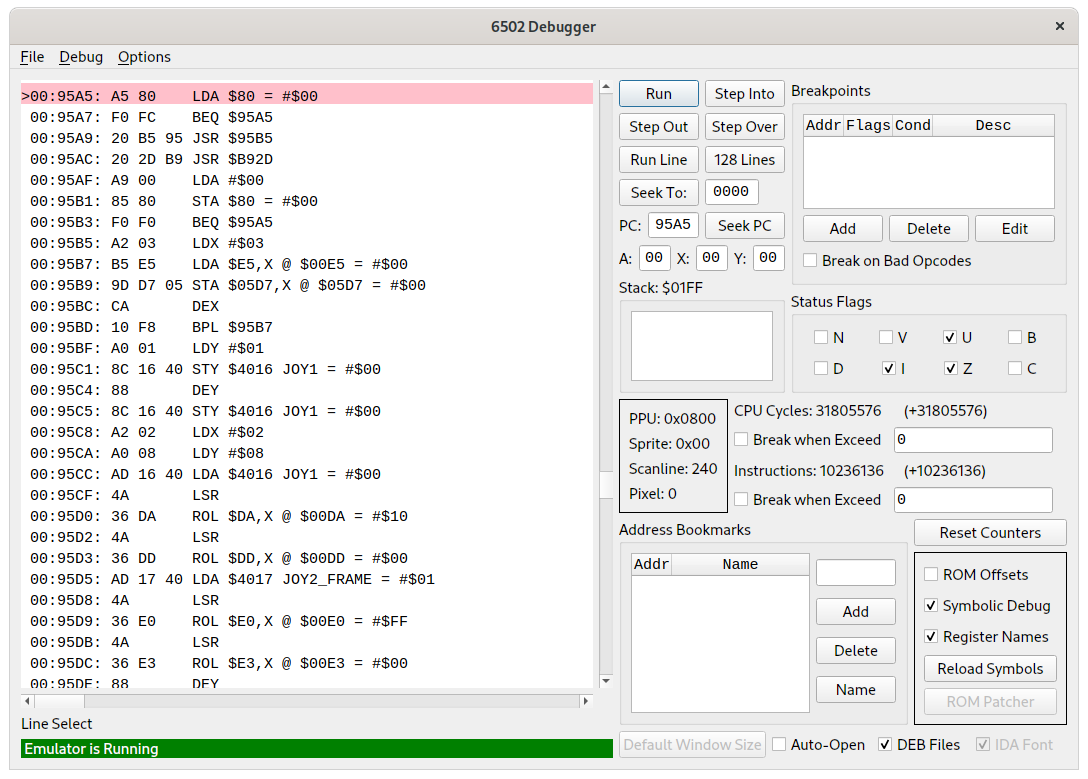 6502 Debugger
File Debug Options
>00:95A5: A5 80    LDA $80 = #$00
00:95A7: F0 FC    BEQ $95A5
00:95A9: 20 B5 95 JSR $95B5
00:95AC: 20 2D B9 JSR $B92D
00:95AF: A9 00    LDA #$00
00:95B1: 85 80    STA $80 = #$00
00:95B3: F0 F0    BEQ $95A5
00:95B5: A2 03    LDX #$03
00:95B7: B5 E5    LDA $E5,X @ $00E5 = #$00
00:95B9: 9D D7 05 STA $05D7,X @ $05D7 = #$00
00:95BC: CA       DEX
00:95BD: 10 F8    BPL $95B7
00:95BF: A0 01    LDY #$01
00:95C1: 8C 16 40 STY $4016 JOY1 = #$00
00:95C4: 88       DEY
00:95C5: 8C 16 40 STY $4016 JOY1 = #$00
00:95C8: A2 02    LDX #$02
00:95CA: A0 08    LDY #$08
00:95CC: AD 16 40 LDA $4016 JOY1 = #$00
00:95CF: 4A       LSR
00:95D0: 36 DA    ROL $DA,X @ $00DA = #$10
00:95D2: 4A       LSR
00:95D3: 36 DD    ROL $DD,X @ $00DD = #$00
00:95D5: AD 17 40 LDA $4017 JOY2_FRAME = #$01
00:95D8: 4A       LSR
00:95D9: 36 E0    ROL $E0,X @ $00E0 = #$FF
00:95DB: 4A       LSR
00:95DC: 36 E3    ROL $E3,X @ $00E3 = #$00
00:95DE: 88       DEY
Line Select
Emulator is Running
Run Step Into
Step Out Step Over
Run Line 128 Lines
Seek To: 0000
PC: 95A5 Seek PC
A: 00 X: 00 Y: 00
Stack: $01FF
Breakpoints
Addr Flags Cond Desc
Add Delete Edit
Break on Bad Opcodes
Status Flags
N V U B
D I Z C
PPU: 0x0800
Sprite: 0x00
Scanline: 240
Pixel: 0
CPU Cycles: 31805576 (+31805576)
Break when Exceed 0
Instructions: 10236136 (+10236136)
Break when Exceed 0
Address Bookmarks
Addr Name
Add
Delete
Name
Reset Counters
ROM Offsets
Symbolic Debug
Register Names
Reload Symbols
ROM Patcher
Default Window Size Auto-Open DEB Files IDA Font